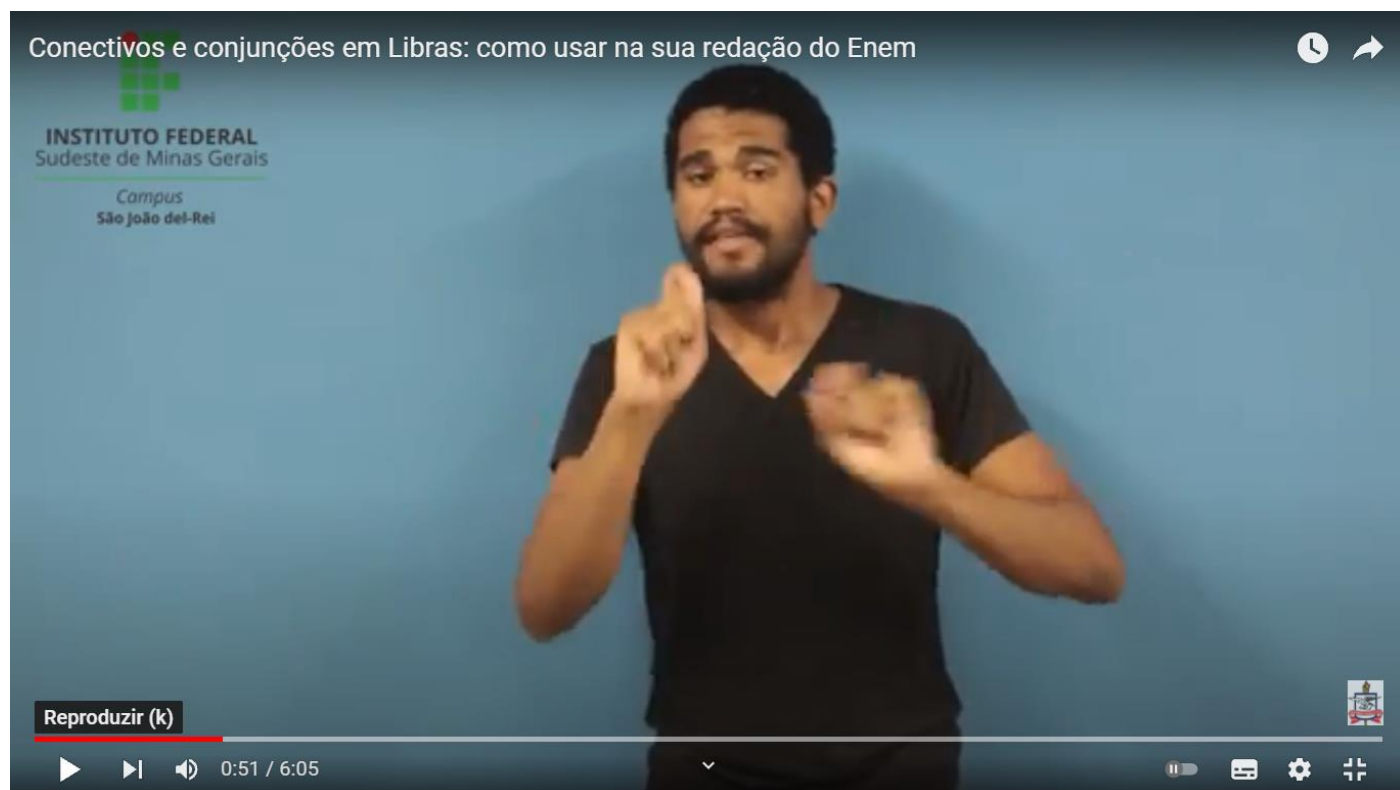 Conectivos e conjunções em Libras: como usar na sua redação do Enem
INSTITUTO FEDERAL
Sudeste de Minas Gerais
Campus
São João del-Rei
Reproduzir (k)
0:51 / 6:05